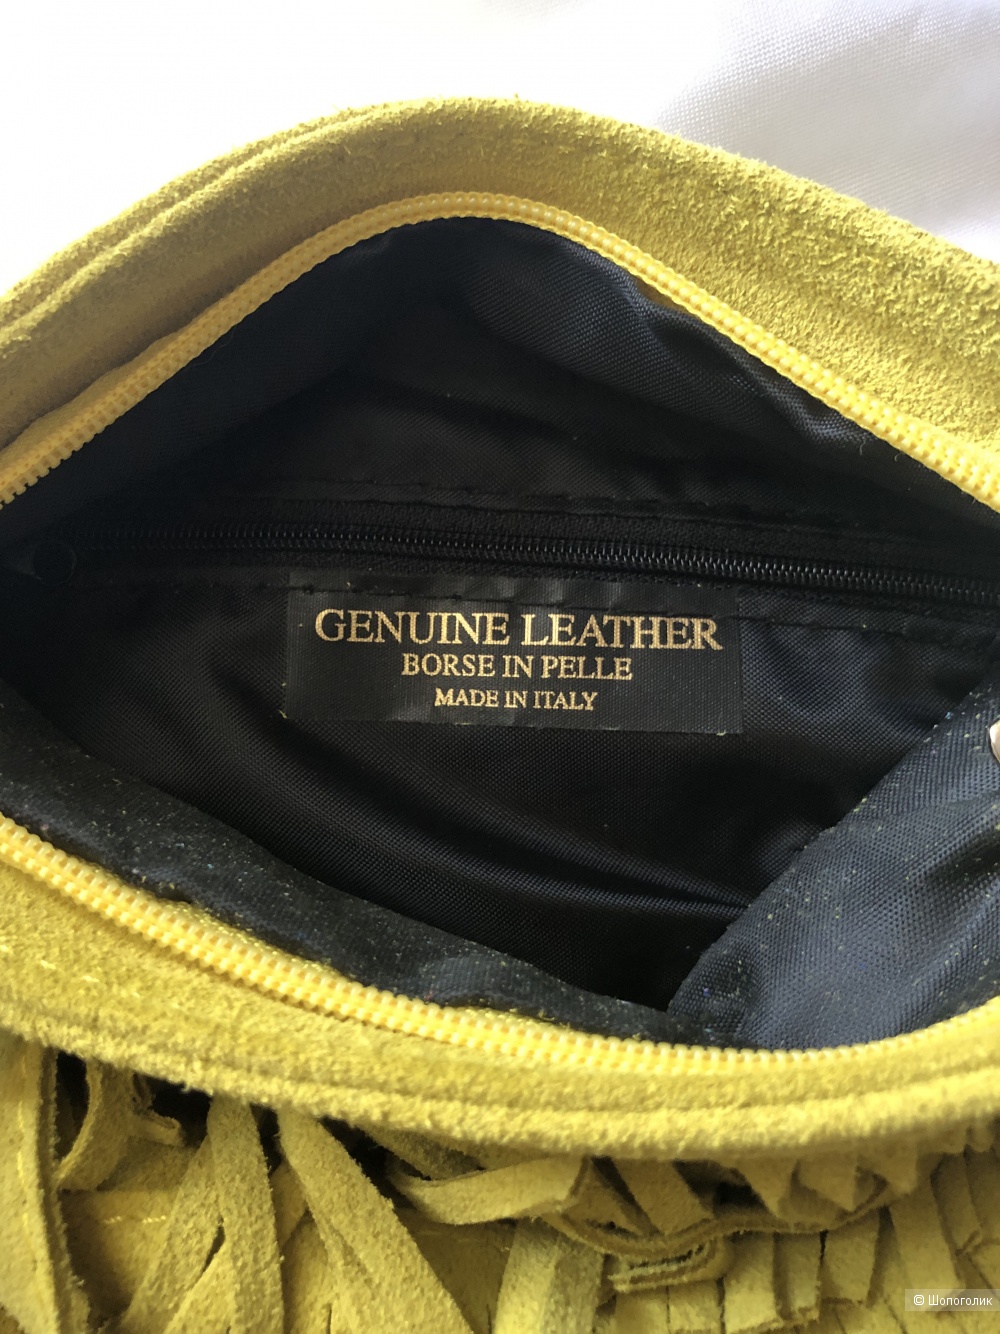 GENUINE LEATHER
BORSE IN PELLE
MADE IN ITALY
© Шопоголик